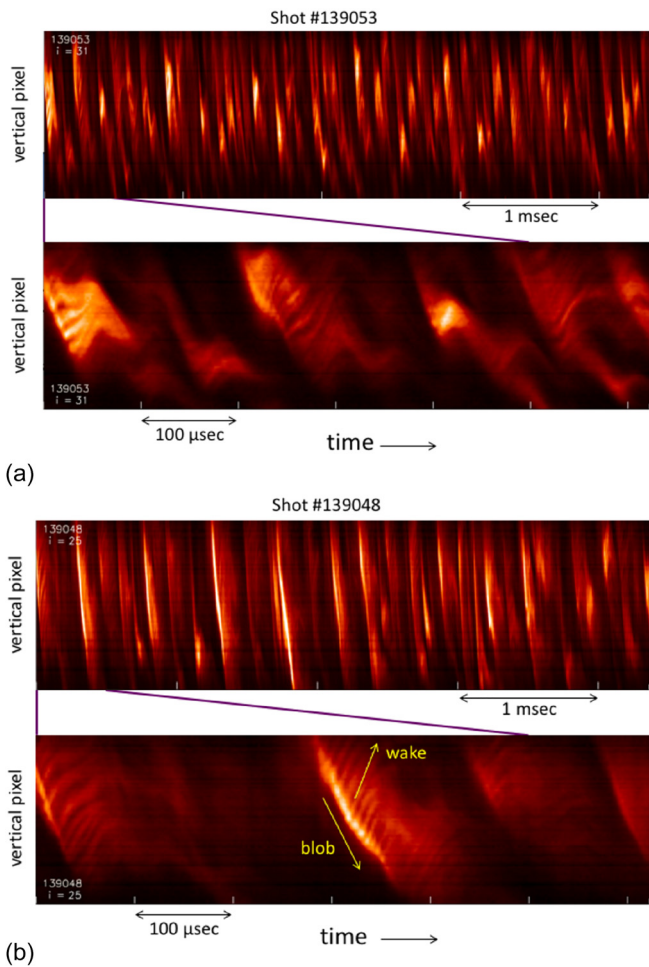 Shot #139053
139053
i = 31
vertical pixel
1 msec
vertical pixel
139053
i = 31
100 μsec
time
(a)
Shot #139048
139048
i = 25
vertical pixel
1 msec
wake
vertical pixel
blob
139048
i = 25
100 μsec
time
(b)